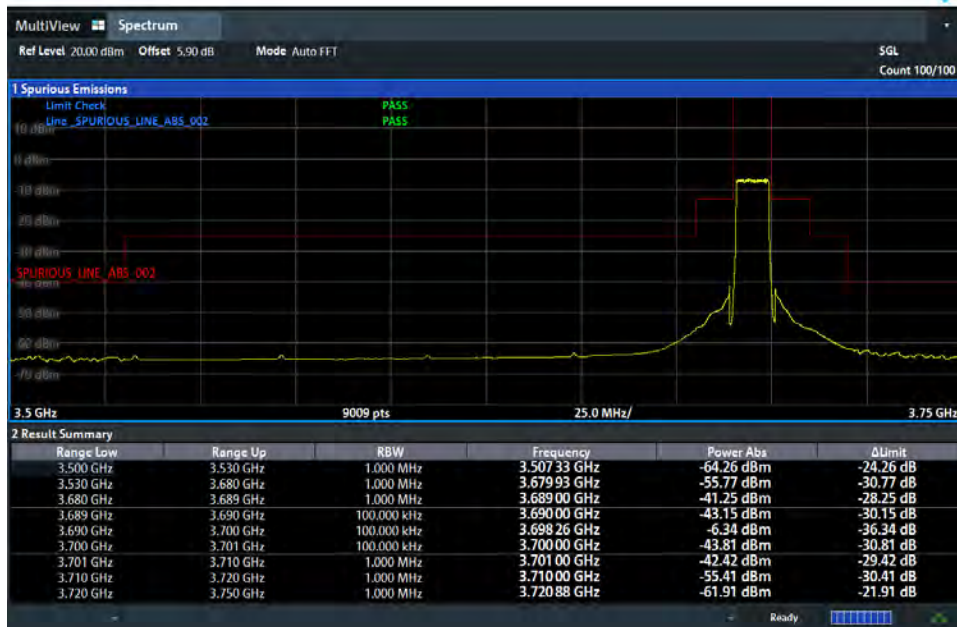 MultiView Spectrum
Ref Level 20.00 dBm Offset 5.90 dB Mode Auto FFT SGL
Count 100/100
1 Spurious Emissions
Limit Check PASS
Line _SPURIOUS_LINE_ABS_002 PASS
10 dBm
0 dBm
-10 dBm
-20 dBm
-30 dBm
SPURIOUS_LINE_ABS_002
-40 dBm
-50 dBm
-60 dBm
-70 dBm
3.5 GHz 9009 pts 25.0 MHz/ 3.75 GHz
2 Result Summary
Range Low Range Up RBW Frequency Power Abs ΔLimit
3.500 GHz 3.530 GHz 1.000 MHz 3.507 33 GHz -64.26 dBm -24.26 dB
3.530 GHz 3.680 GHz 1.000 MHz 3.679 93 GHz -55.77 dBm -30.77 dB
3.680 GHz 3.689 GHz 1.000 MHz 3.689 00 GHz -41.25 dBm -28.25 dB
3.689 GHz 3.690 GHz 100.000 kHz 3.690 00 GHz -43.15 dBm -30.15 dB
3.690 GHz 3.700 GHz 100.000 kHz 3.698 26 GHz -6.34 dBm -36.34 dB
3.700 GHz 3.701 GHz 100.000 kHz 3.700 00 GHz -43.81 dBm -30.81 dB
3.701 GHz 3.710 GHz 1.000 MHz 3.701 00 GHz -42.42 dBm -29.42 dB
3.710 GHz 3.720 GHz 1.000 MHz 3.710 00 GHz -55.41 dBm -30.41 dB
3.720 GHz 3.750 GHz 1.000 MHz 3.720 88 GHz -61.91 dBm -21.91 dB
Ready